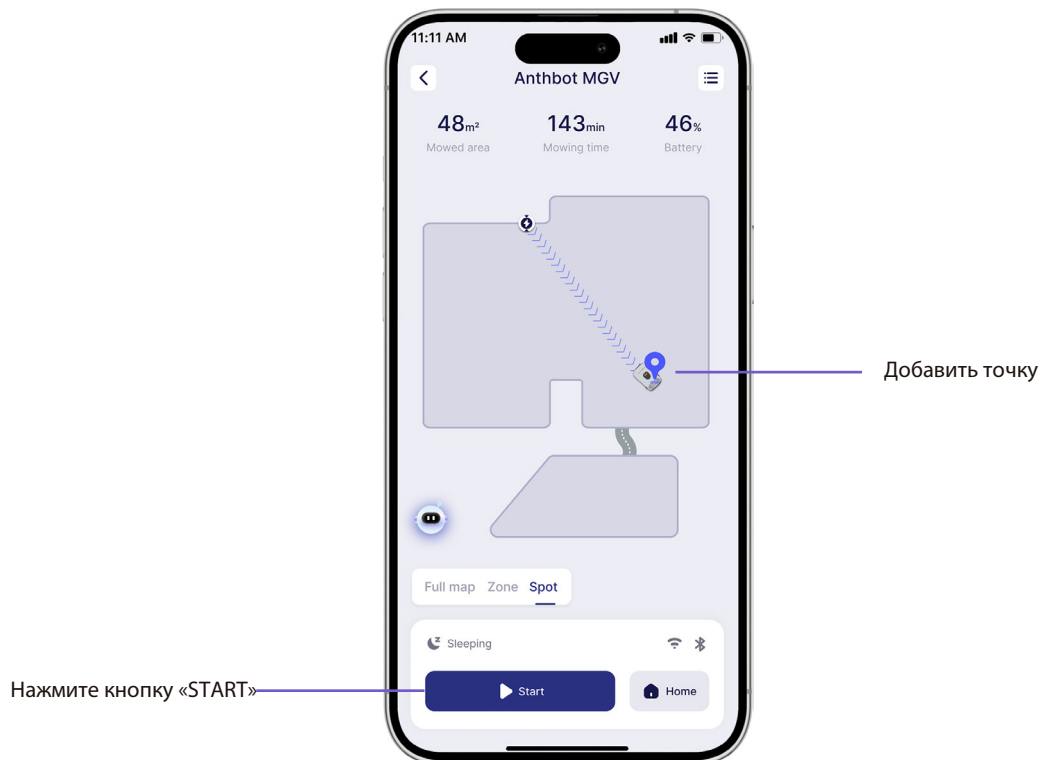 11:11 AM
Anthbot MGV
48m² 143min 46%
Mowed area Mowing time Battery
Добавить точку
Full map Zone Spot
Sleeping
Нажмите кнопку «START»
Start Home